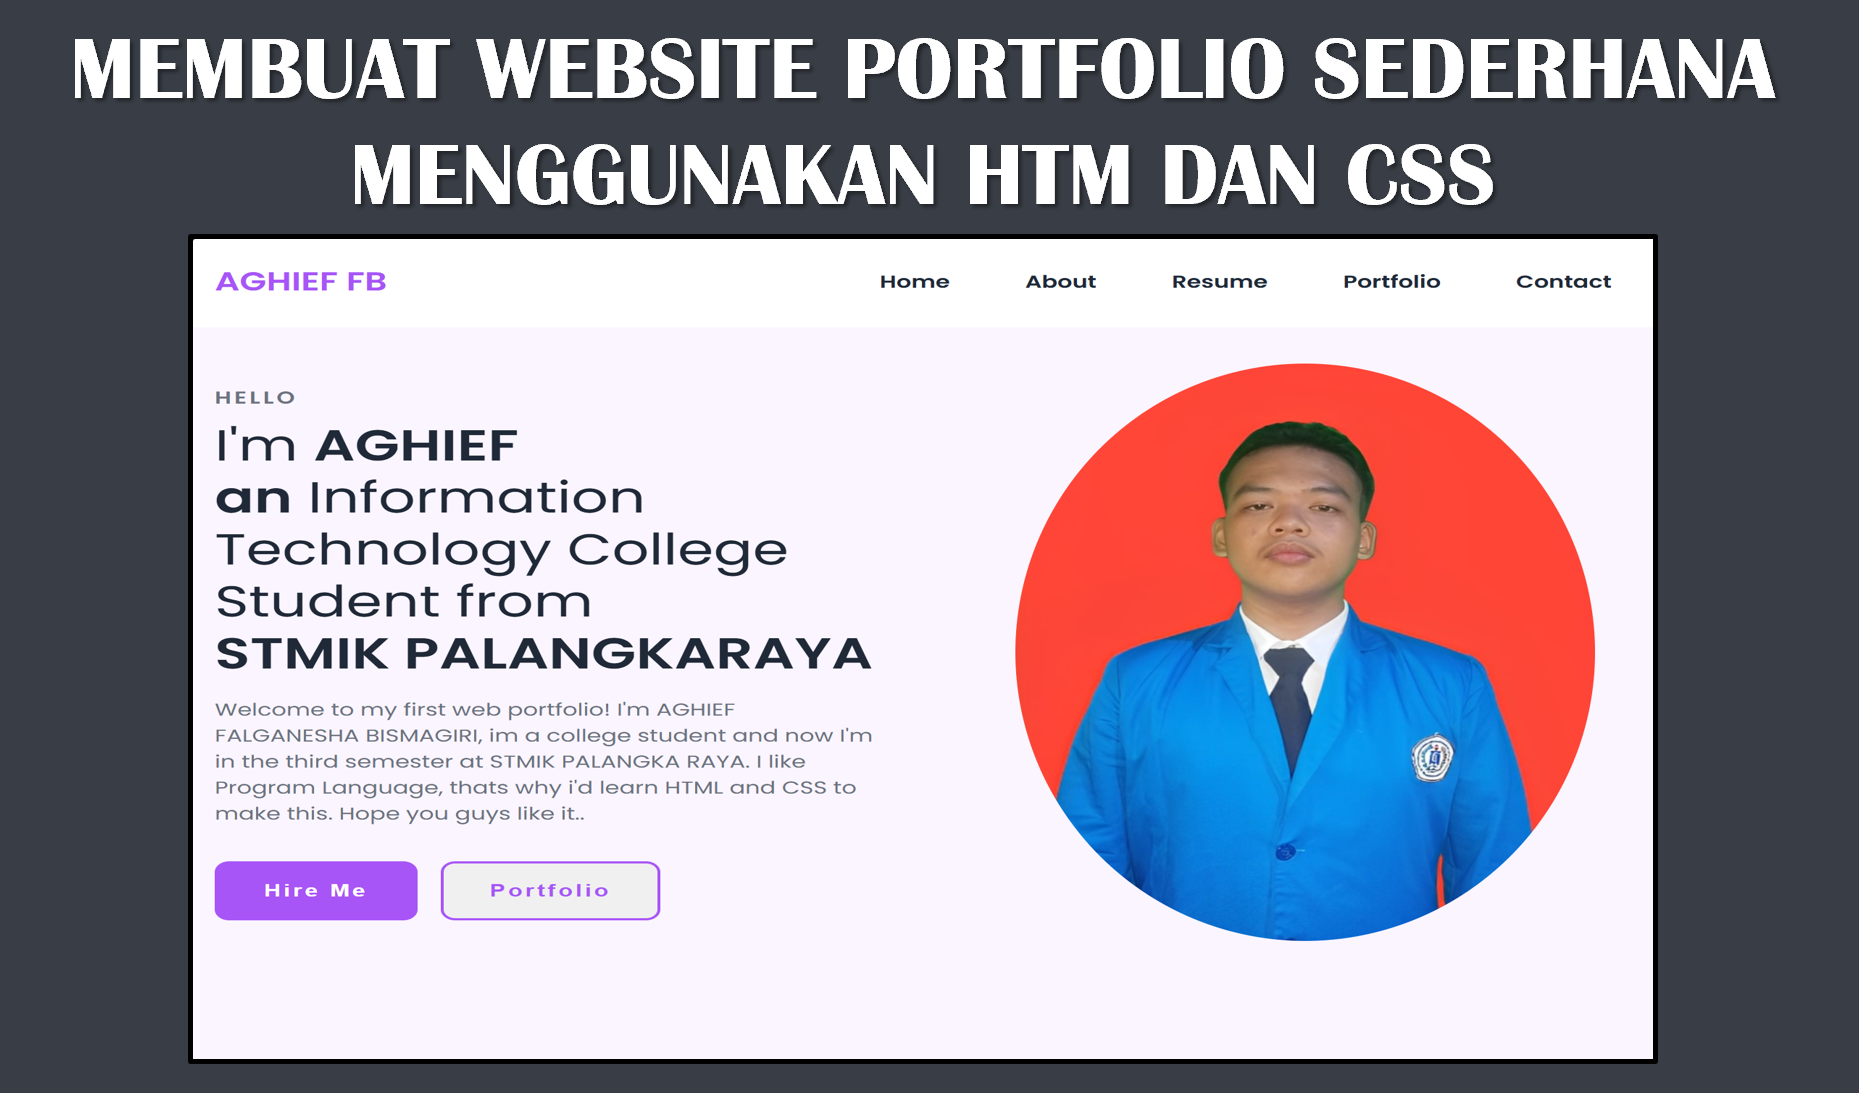 MEMBUAT WEBSITE PORTFOLIO SEDERHANA
MENGGUNAKAN HTM DAN CSS
AGHIEF FB
Home About Resume Portfolio Contact
HELLO
I'm AGHIEF
an Information
Technology College
Student from
STMIK PALANGKARAYA
Welcome to my first web portfolio! I'm AGHIEF
FALGANESHA BISMAGIRI, im a college student and now I'm
in the third semester at STMIK PALANGKA RAYA. I like
Program Language, thats why i'd learn HTML and CSS to
make this. Hope you guys like it..
Hire Me Portfolio